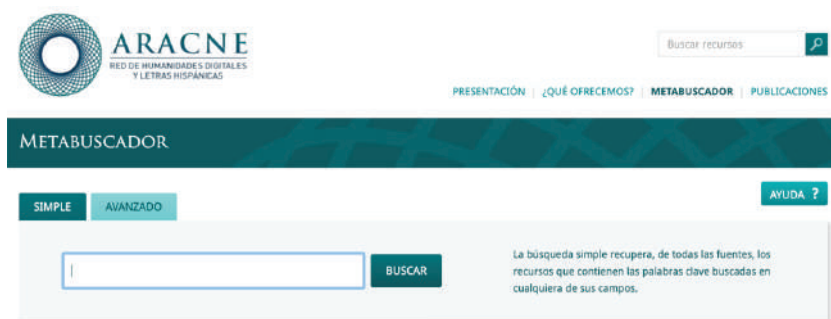 ARACNE
RED DE HUMANIDADES DIGITALES
Y LETRAS HISPÁNICAS
Buscar recursos
PRESENTACIÓN | ¿QUÉ OFRECEMOS? | METABUSCADOR | PUBLICACIONES
METABUSCADOR
SIMPLE AVANZADO AYUDA ?
BUSCAR
La búsqueda simple recupera, de todas las fuentes, los
recursos que contienen las palabras clave buscadas en
cualquiera de sus campos.